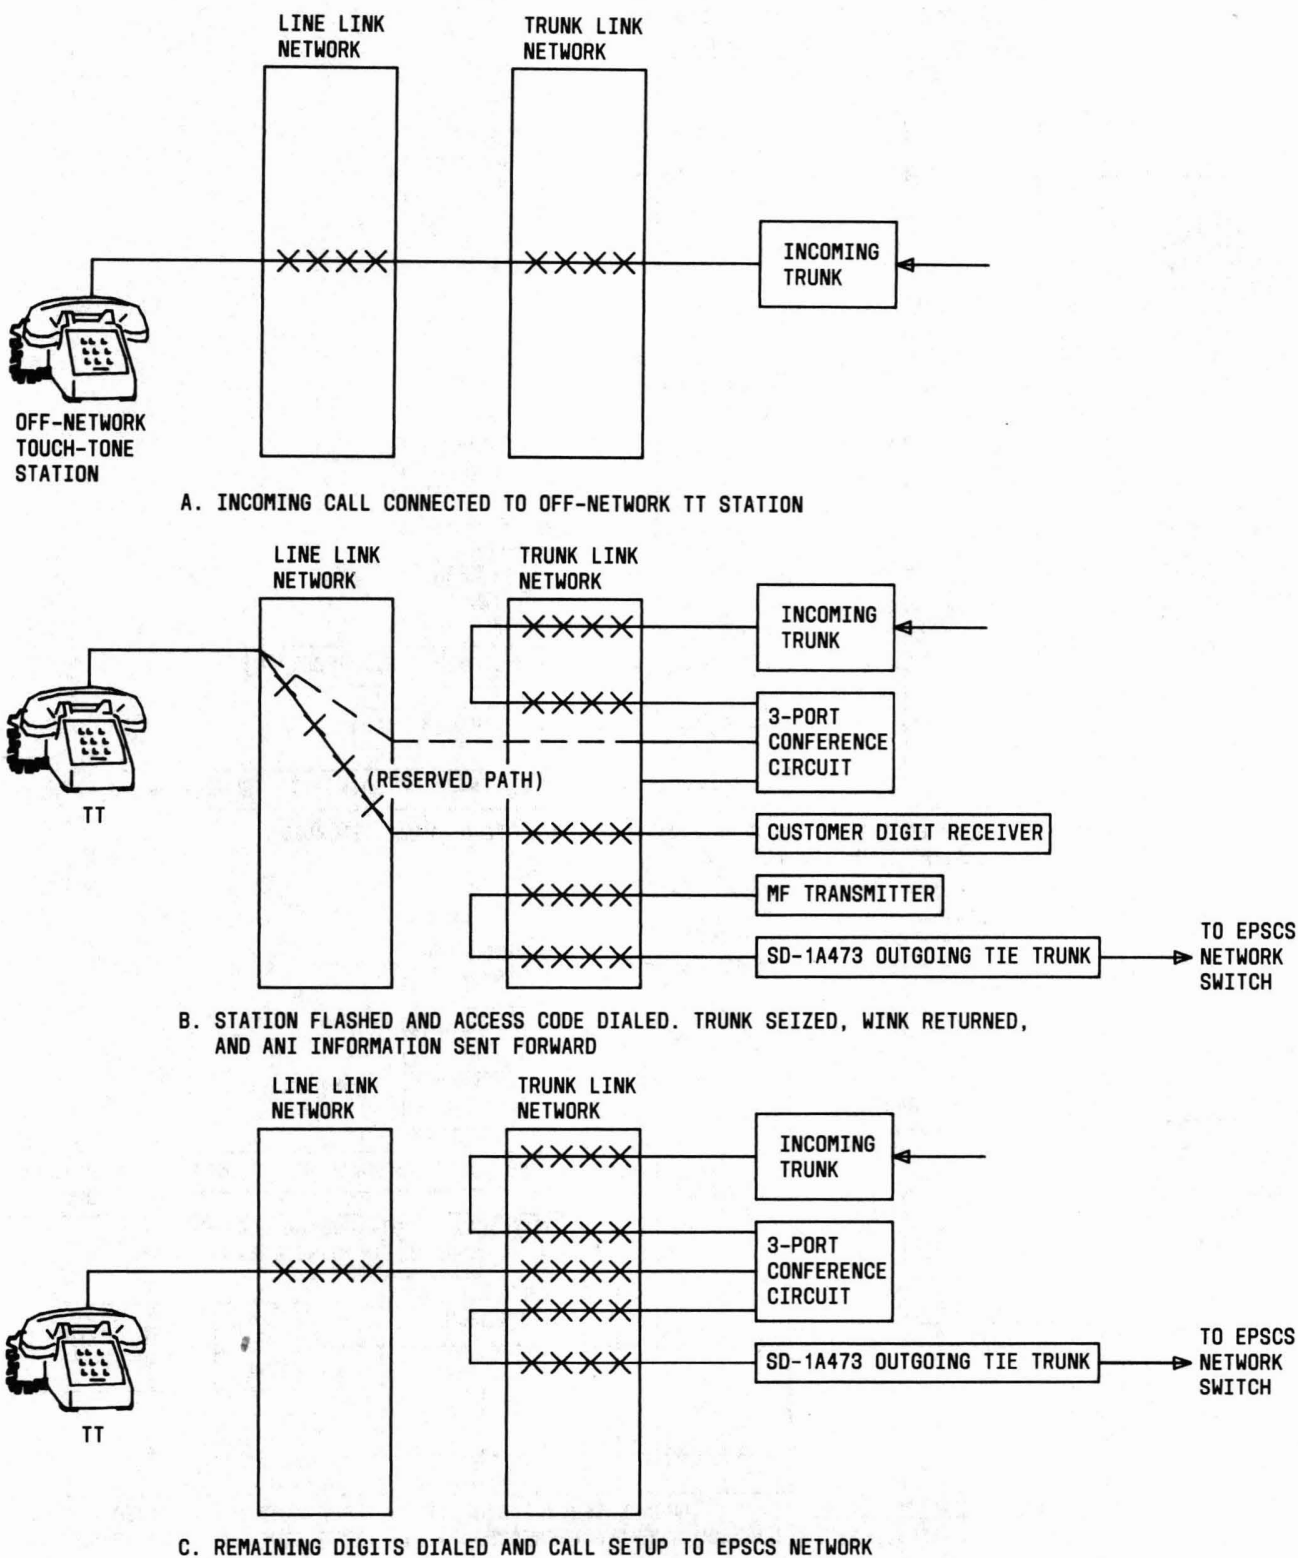 LINE LINK
NETWORK
TRUNK LINK
NETWORK
INCOMING
TRUNK
OFF-NETWORK
TOUCH-TONE
STATION
A. INCOMING CALL CONNECTED TO OFF-NETWORK TT STATION
LINE LINK
NETWORK
TRUNK LINK
NETWORK
INCOMING
TRUNK
3-PORT
CONFERENCE
CIRCUIT
(RESERVED PATH)
TT
CUSTOMER DIGIT RECEIVER
MF TRANSMITTER
SD-1A473 OUTGOING TIE TRUNK
TO EPSCS
NETWORK
SWITCH
B. STATION FLASHED AND ACCESS CODE DIALED. TRUNK SEIZED, WINK RETURNED,
AND ANI INFORMATION SENT FORWARD
LINE LINK
NETWORK
TRUNK LINK
NETWORK
INCOMING
TRUNK
3-PORT
CONFERENCE
CIRCUIT
SD-1A473 OUTGOING TIE TRUNK
TO EPSCS
NETWORK
SWITCH
TT
C. REMAINING DIGITS DIALED AND CALL SETUP TO EPSCS NETWORK